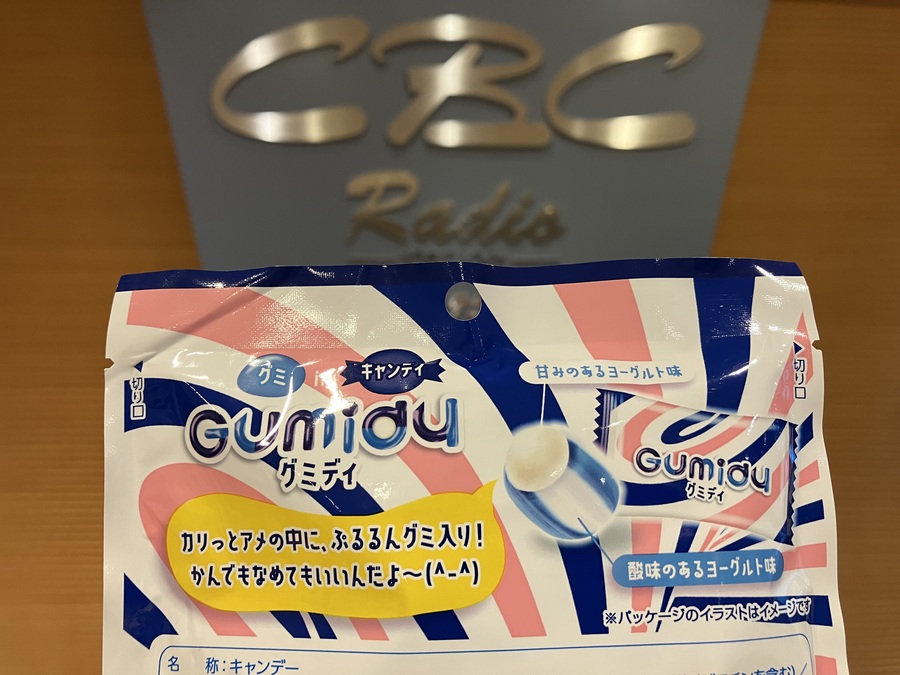 CBC
Radio
グミ in キャンディ
Gumidy
グミディ
切り口
切り口
甘みのあるヨーグルト味
Gumidy
グミディ
カリっとアメの中に、ぷるるんグミ入り!
かんでもなめてもいいんだよ〜(^-^)
酸味のあるヨーグルト味
※パッケージのイラストはイメージです
名 称:キャンデー